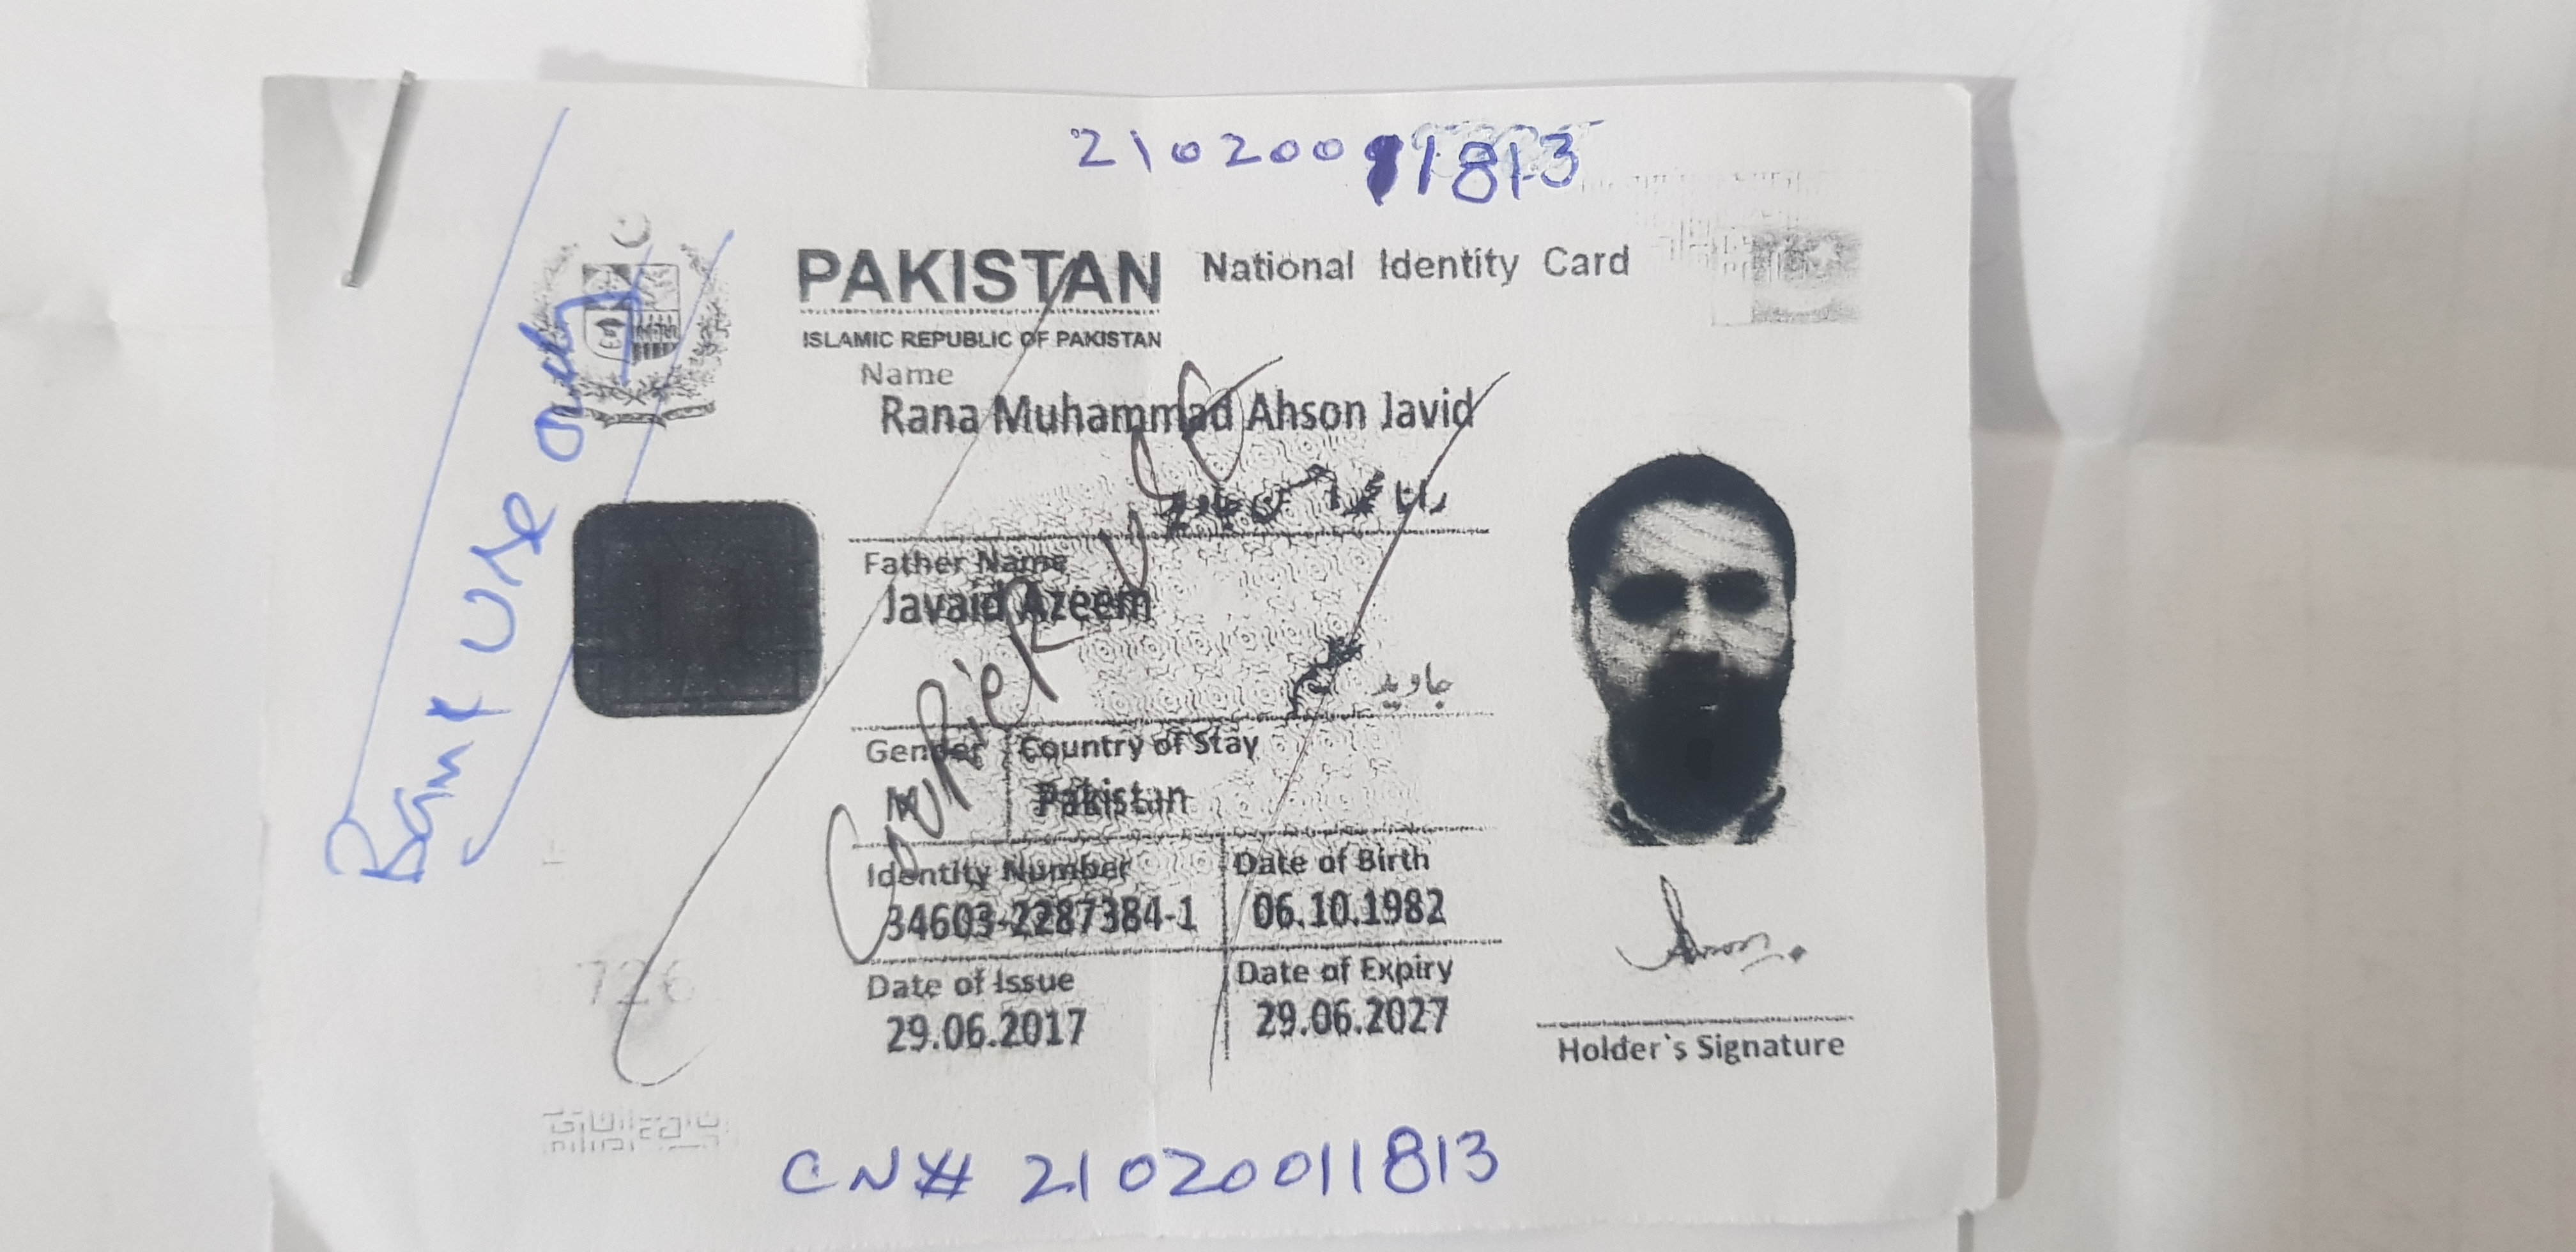 2102001813
PAKISTAN National Identity Card
ISLAMIC REPUBLIC OF PAKISTAN
Bank use only
Name
Rana Muhammad Ahson Javid
رانا
Father Name
Javaid Azeem
جاوید
Gender
Country of Stay
M
Pakistan
Identity Number
Date of Birth
34603-2287384-1
06.10.1982
Date of Issue
Date of Expiry
29.06.2017
29.06.2027
Holder's Signature
CN# 2102001813